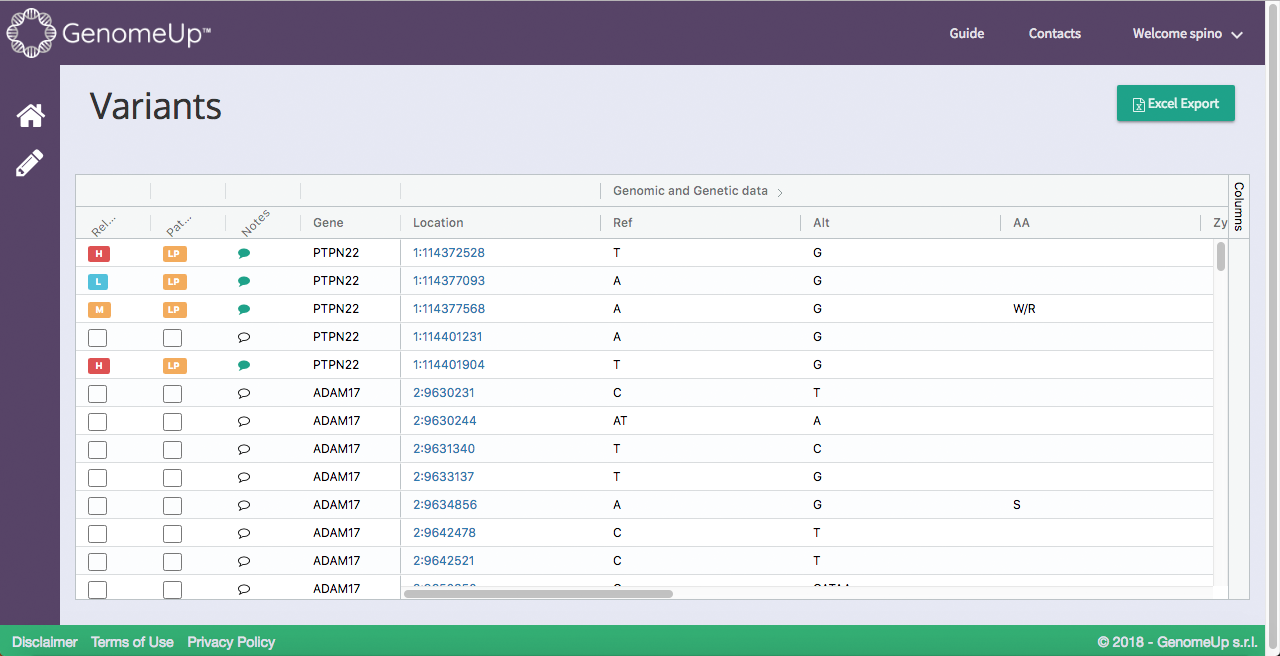 GenomeUp™ Guide Contacts Welcome spino
Variants
Excel Export
Genomic and Genetic data
Columns
Rel... Pat... Notes Gene Location Ref Alt AA Zy
H LP PTPN22 1:114372528 T G
L LP PTPN22 1:114377093 A G
M LP PTPN22 1:114377568 A G W/R
PTPN22 1:114401231 A G
H LP PTPN22 1:114401904 T G
ADAM17 2:9630231 C T
ADAM17 2:9630244 AT A
ADAM17 2:9631340 T C
ADAM17 2:9633137 T G
ADAM17 2:9634856 A G S
ADAM17 2:9642478 C T
ADAM17 2:9642521 C T
ADAM17
Disclaimer Terms of Use Privacy Policy © 2018 - GenomeUp s.r.l.